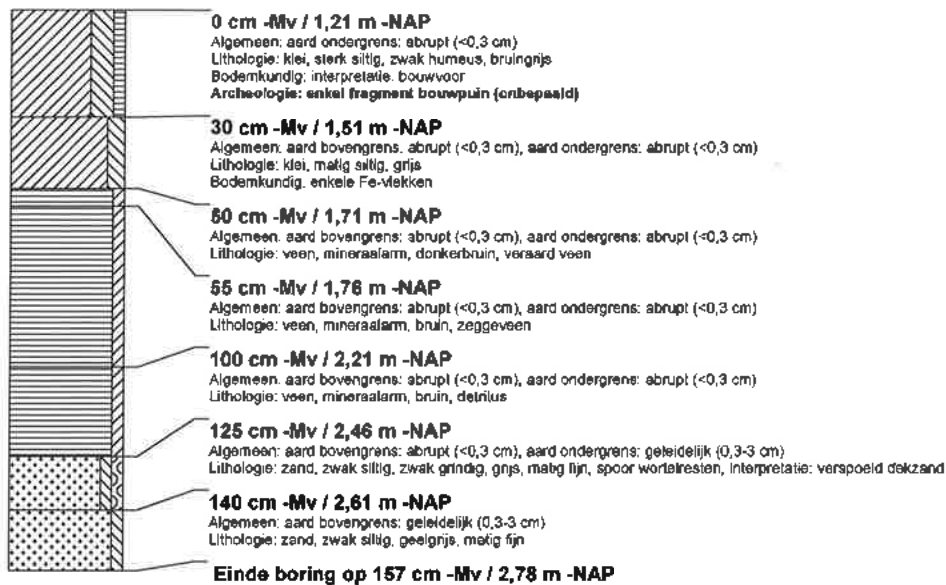 0 cm -Mv / 1,21 m -NAP
Algemeen: aard ondergrens: abrupt (<0,3 cm)
Lithologie: klei, sterk siltig, zwak humeus, bruingrijs
Bodemkundig: interpretatie: bouwvoor
Archeologie: enkel fragment bouwpuin (onbepaald)
30 cm -Mv / 1,51 m -NAP
Algemeen: aard bovengrens: abrupt (<0,3 cm), aard ondergrens: abrupt (<0,3 cm)
Lithologie: klei, matig siltig, grijs
Bodemkundig: enkele Fe-vlekken
50 cm -Mv / 1,71 m -NAP
Algemeen: aard bovengrens: abrupt (<0,3 cm), aard ondergrens: abrupt (<0,3 cm)
Lithologie: veen, mineraalarm, donkerbruin, veraard veen
55 cm -Mv / 1,76 m -NAP
Algemeen: aard bovengrens: abrupt (<0,3 cm), aard ondergrens: abrupt (<0,3 cm)
Lithologie: veen, mineraalarm, bruin, zeggeveen
100 cm -Mv / 2,21 m -NAP
Algemeen: aard bovengrens: abrupt (<0,3 cm), aard ondergrens: abrupt (<0,3 cm)
Lithologie: veen, mineraalarm, bruin, detritus
125 cm -Mv / 2,46 m -NAP
Algemeen: aard bovengrens: abrupt (<0,3 cm), aard ondergrens: geleidelijk (0,3-3 cm)
Lithologie: zand, zwak siltig, zwak grindig, grijs, matig fijn, spoor wortelresten, interpretatie: verspoeld dekzand
140 cm -Mv / 2,61 m -NAP
Algemeen: aard bovengrens: geleidelijk (0,3-3 cm)
Lithologie: zand, zwak siltig, geelgrijs, matig fijn
Einde boring op 157 cm -Mv / 2,78 m -NAP